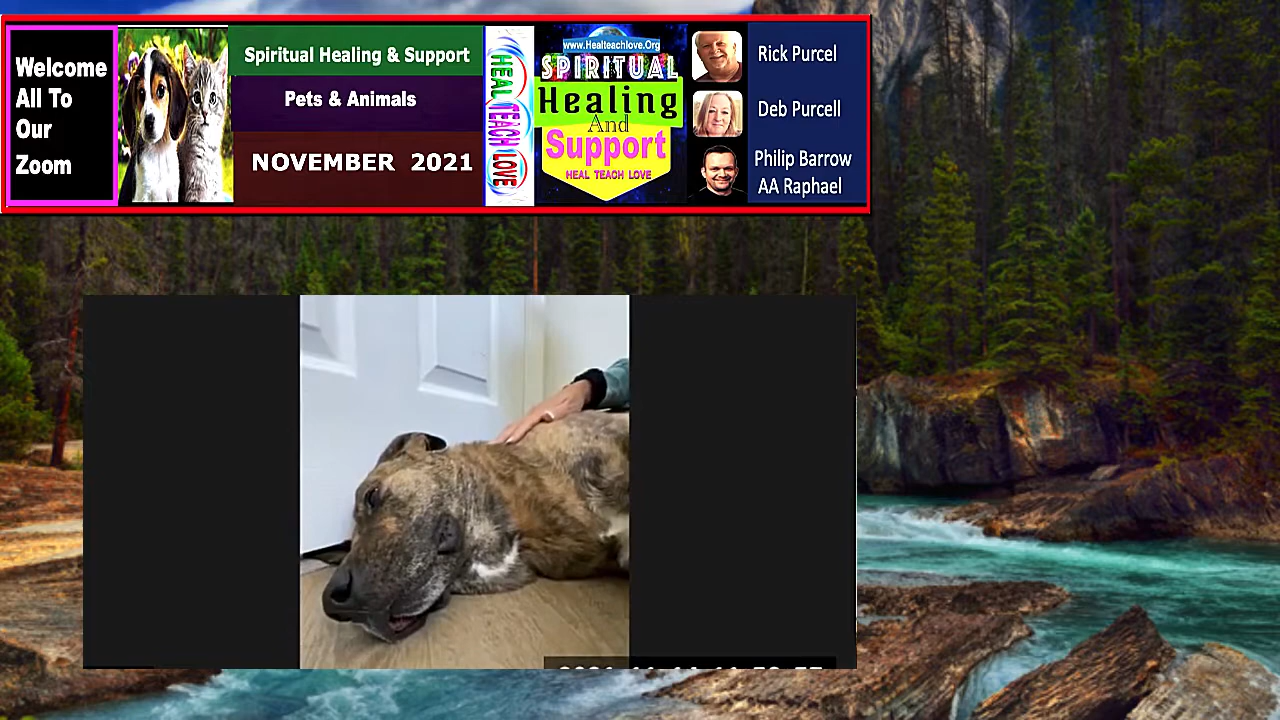 Welcome
All To
Our
Zoom
Spiritual Healing & Support
Pets & Animals
NOVEMBER 2021
HEAL TEACH LOVE
www.Healteachlove.Org
SPIRITUAL
Healing
And
Support
HEAL TEACH LOVE
Rick Purcel
Deb Purcell
Philip Barrow
AA Raphael